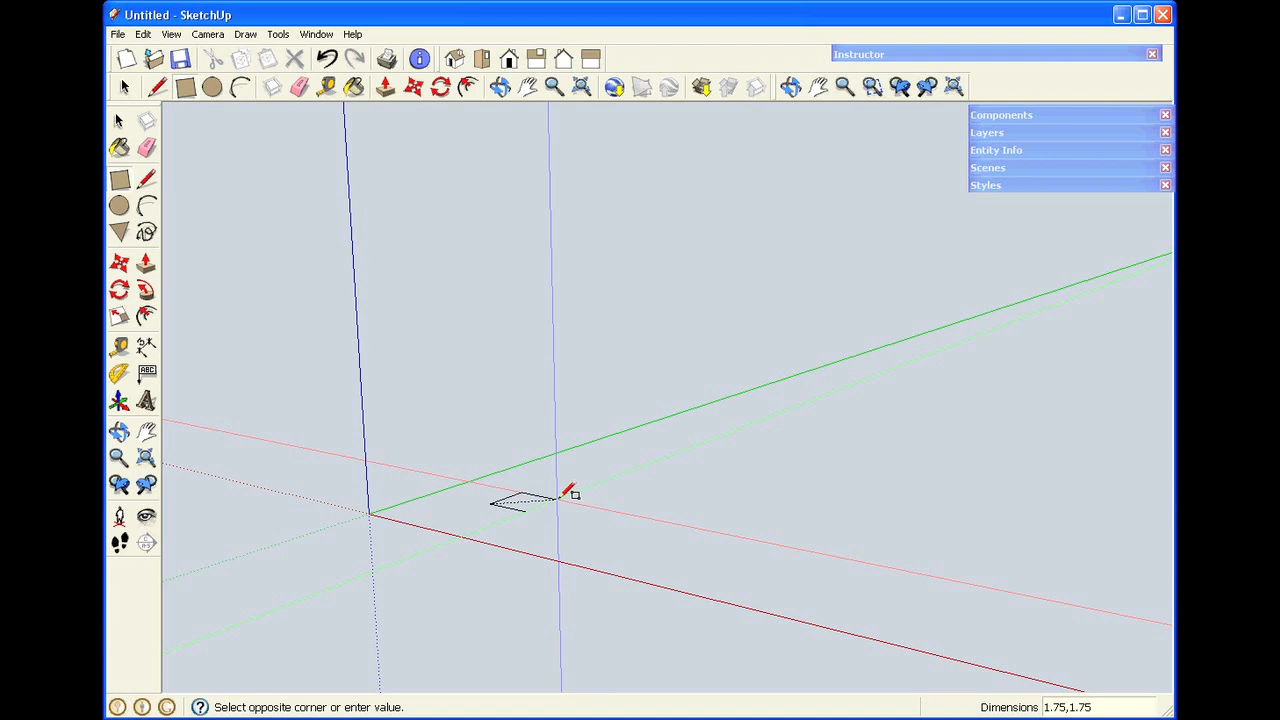 Untitled - SketchUp
File Edit View Camera Draw Tools Window Help
Instructor
Components
Layers
Entity Info
Scenes
Styles
ABC
Select opposite corner or enter value.
Dimensions 1.75,1.75